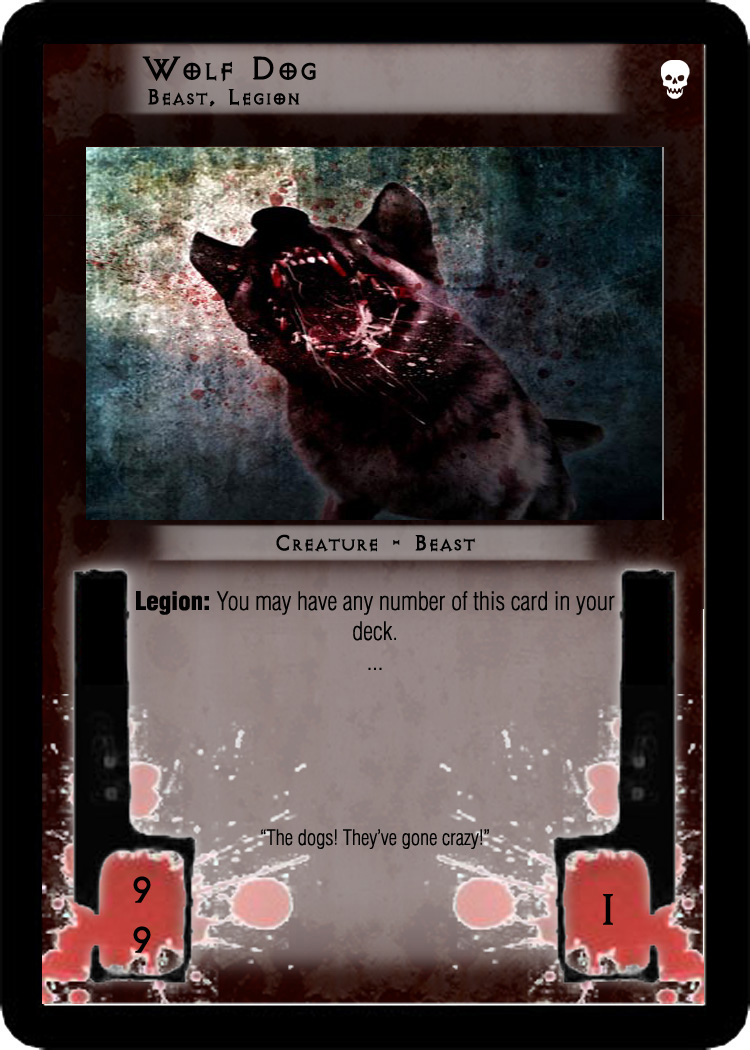 Wolf Dog
Beast, Legion
Creature - Beast
Legion: You may have any number of this card in your
deck.
...
“The dogs! They’ve gone crazy!”
9
9
I